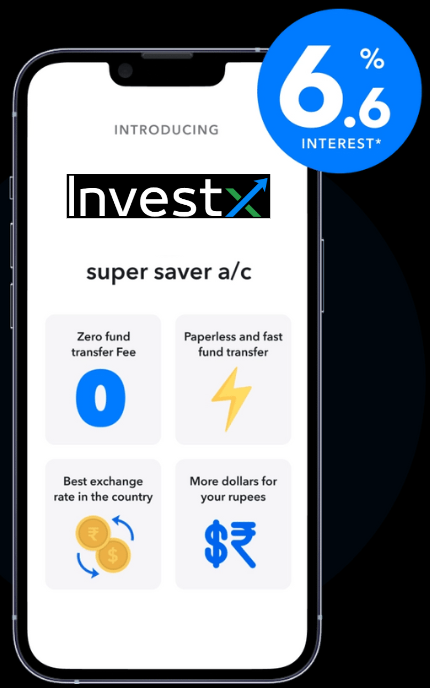 6.6%
INTEREST*
INTRODUCING
InvestX
super saver a/c
Zero fund
transfer Fee
0
Paperless and fast
fund transfer
Best exchange
rate in the country
₹
$
More dollars for
your rupees
$₹